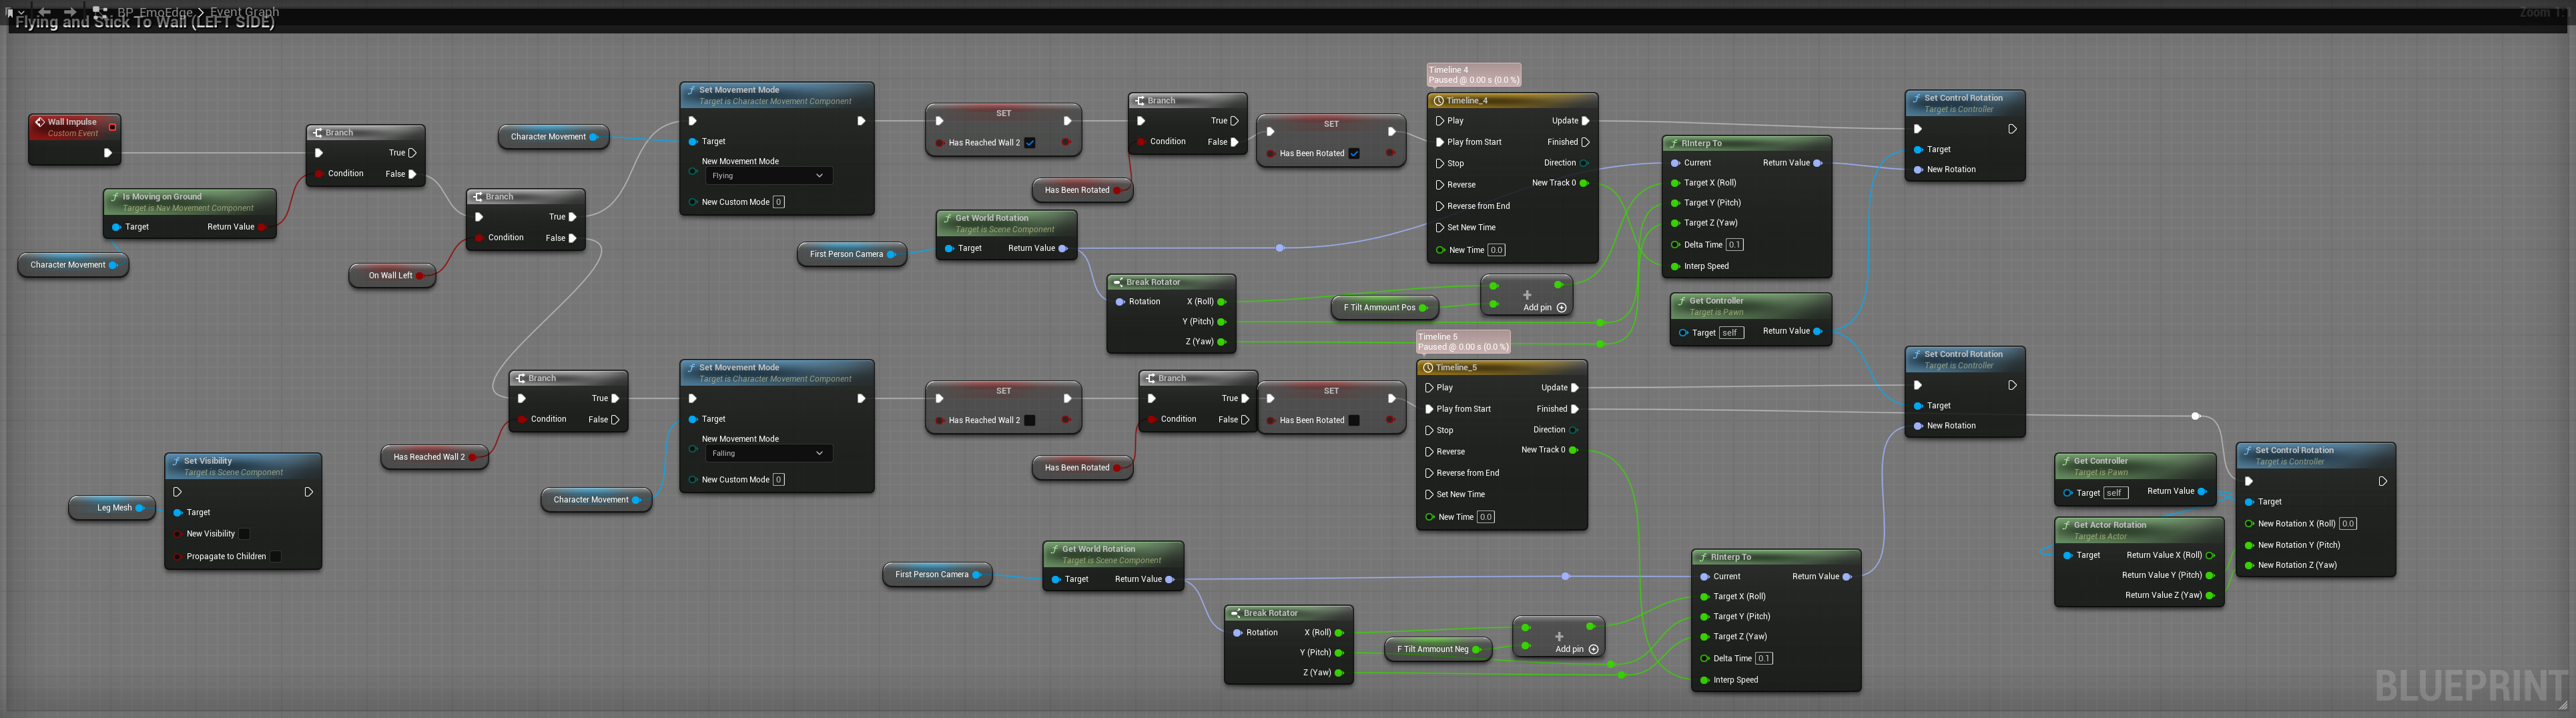 BP_EmoEdge > Event Graph
Zoom 1:1
Flying and Stick To Wall (LEFT SIDE)
Wall Impulse
Custom Event
Branch
True
Condition
False
Is Moving on Ground
Target is Nav Movement Component
Target
Return Value
Character Movement
Branch
True
Condition
False
On Wall Left
Character Movement
Set Movement Mode
Target is Character Movement Component
Target
New Movement Mode
Flying
New Custom Mode 0
SET
Has Reached Wall 2
Branch
True
Condition
False
Has Been Rotated
SET
Has Been Rotated
Timeline 4
Paused @ 0.00 s (0.0 %)
Timeline_4
Play
Update
Play from Start
Finished
Stop
Direction
Reverse
New Track 0
Reverse from End
Set New Time
New Time 0.0
First Person Camera
Get World Rotation
Target is Scene Component
Target
Return Value
Break Rotator
Rotation
X (Roll)
Y (Pitch)
Z (Yaw)
F Tilt Ammount Pos
Add pin
RInterp To
Current
Return Value
Target X (Roll)
Target Y (Pitch)
Target Z (Yaw)
Delta Time 0.1
Interp Speed
Get Controller
Target is Pawn
Target self
Return Value
Set Control Rotation
Target is Controller
Target
New Rotation
Branch
True
Condition
False
Has Reached Wall 2
Character Movement
Set Movement Mode
Target is Character Movement Component
Target
New Movement Mode
Falling
New Custom Mode 0
SET
Has Reached Wall 2
Branch
True
Condition
False
Has Been Rotated
SET
Has Been Rotated
Timeline 5
Paused @ 0.00 s (0.0 %)
Timeline_5
Play
Update
Play from Start
Finished
Stop
Direction
Reverse
New Track 0
Reverse from End
Set New Time
New Time 0.0
Set Control Rotation
Target is Controller
Target
New Rotation
Set Visibility
Target is Scene Component
Leg Mesh
Target
New Visibility
Propagate to Children
First Person Camera
Get World Rotation
Target is Scene Component
Target
Return Value
Break Rotator
Rotation
X (Roll)
Y (Pitch)
Z (Yaw)
F Tilt Ammount Neg
Add pin
RInterp To
Current
Return Value
Target X (Roll)
Target Y (Pitch)
Target Z (Yaw)
Delta Time 0.1
Interp Speed
Get Controller
Target is Pawn
Target self
Return Value
Get Actor Rotation
Target is Actor
Target
Return Value X (Roll)
Return Value Y (Pitch)
Return Value Z (Yaw)
Set Control Rotation
Target is Controller
Target
New Rotation X (Roll) 0.0
New Rotation Y (Pitch)
New Rotation Z (Yaw)
BLUEPRINT